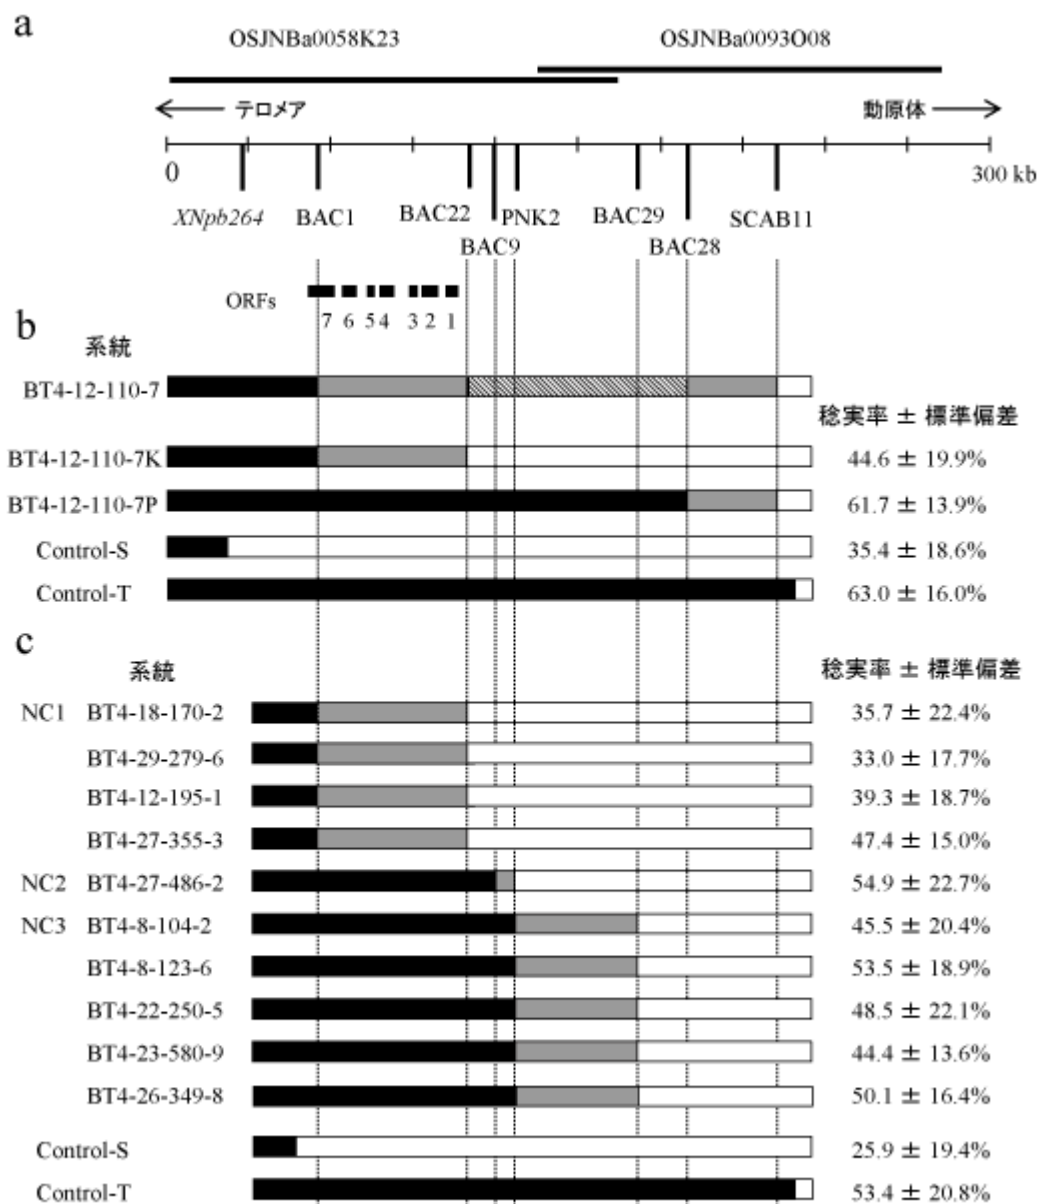 a
OSJNBa0058K23
OSJNBa0093O08
テロメア
動原体
0
300 kb
XNpb264
BAC1
BAC22
BAC9
PNK2
BAC29
BAC28
SCAB11
ORFs
7 6 5 4 3 2 1
b
系統
稔実率 ± 標準偏差
BT4-12-110-7
BT4-12-110-7K 44.6 ± 19.9%
BT4-12-110-7P 61.7 ± 13.9%
Control-S 35.4 ± 18.6%
Control-T 63.0 ± 16.0%
c
系統 稔実率 ± 標準偏差
NC1 BT4-18-170-2 35.7 ± 22.4%
BT4-29-279-6 33.0 ± 17.7%
BT4-12-195-1 39.3 ± 18.7%
BT4-27-355-3 47.4 ± 15.0%
NC2 BT4-27-486-2 54.9 ± 22.7%
NC3 BT4-8-104-2 45.5 ± 20.4%
BT4-8-123-6 53.5 ± 18.9%
BT4-22-250-5 48.5 ± 22.1%
BT4-23-580-9 44.4 ± 13.6%
BT4-26-349-8 50.1 ± 16.4%
Control-S 25.9 ± 19.4%
Control-T 53.4 ± 20.8%